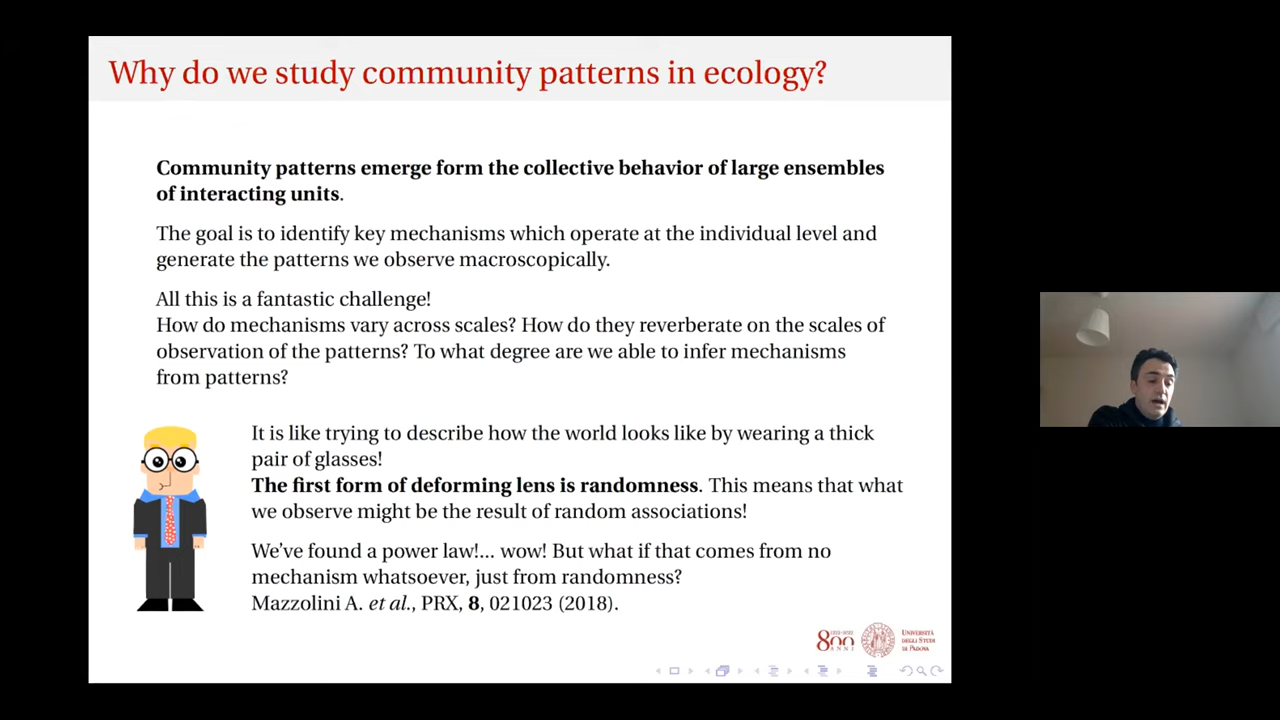 Why do we study community patterns in ecology?
Community patterns emerge form the collective behavior of large ensembles
of interacting units.
The goal is to identify key mechanisms which operate at the individual level and
generate the patterns we observe macroscopically.
All this is a fantastic challenge!
How do mechanisms vary across scales? How do they reverberate on the scales of
observation of the patterns? To what degree are we able to infer mechanisms
from patterns?
It is like trying to describe how the world looks like by wearing a thick
pair of glasses!
The first form of deforming lens is randomness. This means that what
we observe might be the result of random associations!
We've found a power law!... wow! But what if that comes from no
mechanism whatsoever, just from randomness?
Mazzolini A. et al., PRX, 8, 021023 (2018).
800
ANNI
UNIVERSITÀ
DEGLI STUDI
DI PADOVA